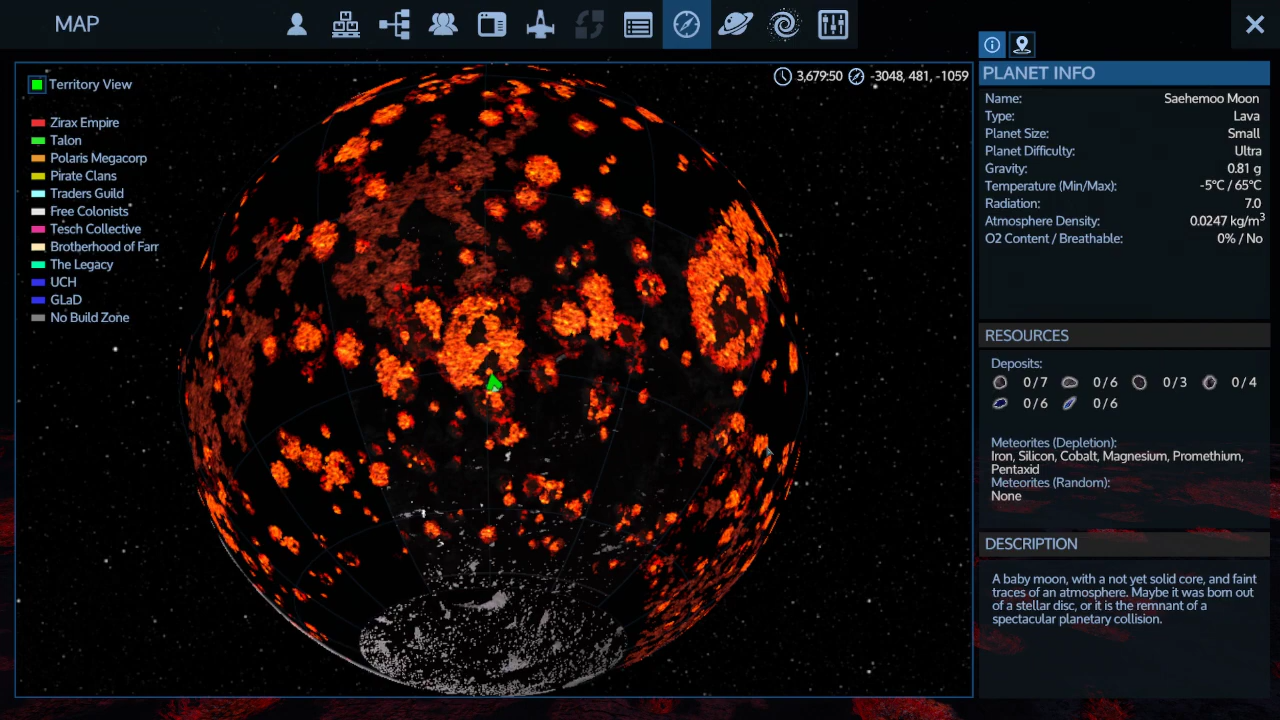 MAP
Territory View
3,679:50
-3048, 481, -1059
Zirax Empire
Talon
Polaris Megacorp
Pirate Clans
Traders Guild
Free Colonists
Tesch Collective
Brotherhood of Farr
The Legacy
UCH
GLaD
No Build Zone
PLANET INFO
Name: Saehemoo Moon
Type: Lava
Planet Size: Small
Planet Difficulty: Ultra
Gravity: 0.81 g
Temperature (Min/Max): -5°C / 65°C
Radiation: 7.0
Atmosphere Density: 0.0247 kg/m³
O2 Content / Breathable: 0% / No
RESOURCES
Deposits:
0/7 0/6 0/3 0/4
0/6 0/6
Meteorites (Depletion):
Iron, Silicon, Cobalt, Magnesium, Promethium,
Pentaxid
Meteorites (Random):
None
DESCRIPTION
A baby moon, with a not yet solid core, and faint
traces of an atmosphere. Maybe it was born out
of a stellar disc, or it is the remnant of a
spectacular planetary collision.